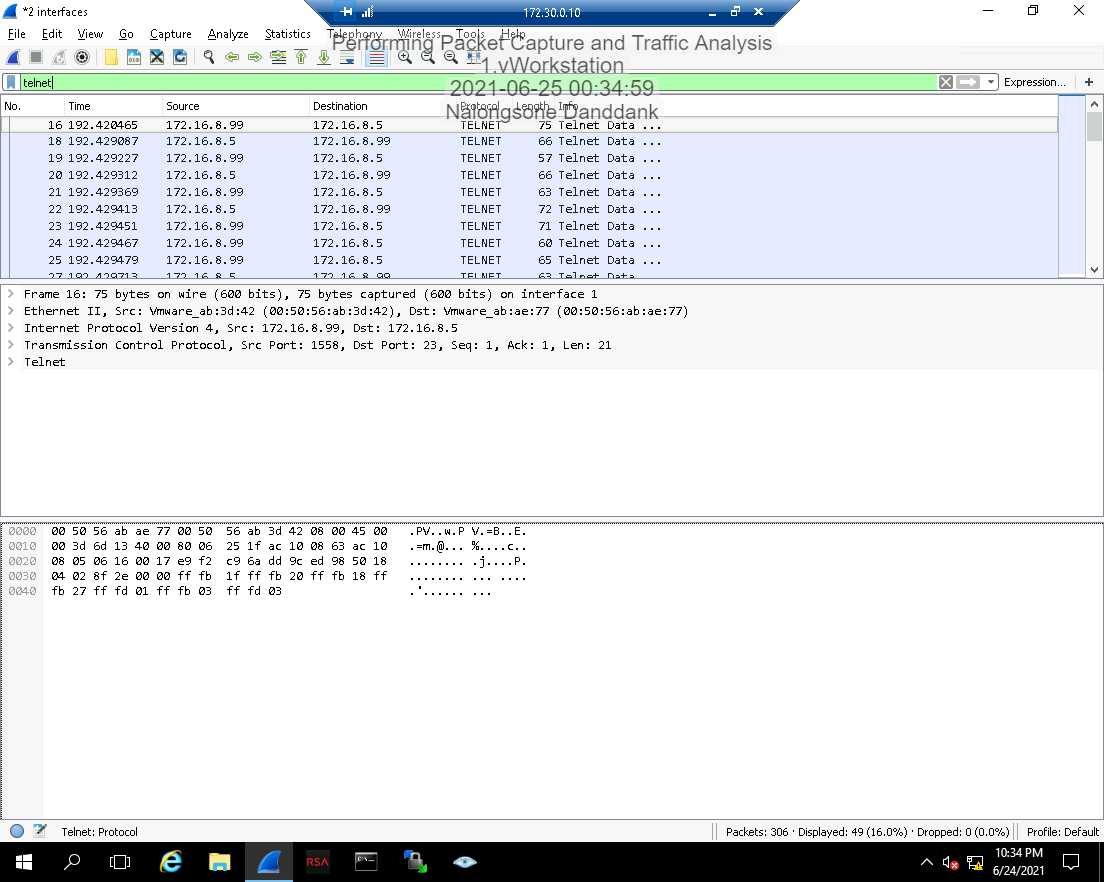 *2 interfaces
172.30.0.10
File Edit View Go Capture Analyze Statistics Telephony Wireless Tools Help
Performing Packet Capture and Traffic Analysis
1.vWorkstation
2021-06-25 00:34:59
Nalongsone Danddank
telnet
Expression... +
No. Time Source Destination Protocol Length Info
16 192.420465 172.16.8.99 172.16.8.5 TELNET 75 Telnet Data ...
18 192.429087 172.16.8.5 172.16.8.99 TELNET 66 Telnet Data ...
19 192.429227 172.16.8.99 172.16.8.5 TELNET 57 Telnet Data ...
20 192.429312 172.16.8.5 172.16.8.99 TELNET 66 Telnet Data ...
21 192.429369 172.16.8.99 172.16.8.5 TELNET 63 Telnet Data ...
22 192.429413 172.16.8.5 172.16.8.99 TELNET 72 Telnet Data ...
23 192.429451 172.16.8.99 172.16.8.5 TELNET 71 Telnet Data ...
24 192.429467 172.16.8.99 172.16.8.5 TELNET 60 Telnet Data ...
25 192.429479 172.16.8.99 172.16.8.5 TELNET 65 Telnet Data ...
27 192.429713 172.16.8.5 172.16.8.99 TELNET 63 Telnet Data
Frame 16: 75 bytes on wire (600 bits), 75 bytes captured (600 bits) on interface 1
Ethernet II, Src: Vmware_ab:3d:42 (00:50:56:ab:3d:42), Dst: Vmware_ab:ae:77 (00:50:56:ab:ae:77)
Internet Protocol Version 4, Src: 172.16.8.99, Dst: 172.16.8.5
Transmission Control Protocol, Src Port: 1558, Dst Port: 23, Seq: 1, Ack: 1, Len: 21
Telnet
0000 00 50 56 ab ae 77 00 50 56 ab 3d 42 08 00 45 00 .PV..w.P V.=B..E.
0010 00 3d 6d 13 40 00 80 06 25 1f ac 10 08 63 ac 10 .=m.@... %....c..
0020 08 05 06 16 00 17 e9 f2 c9 6a dd 9c ed 98 50 18 ........ .j....P.
0030 04 02 8f 2e 00 00 ff fb 1f ff fb 20 ff fb 18 ff ........ ... ....
0040 fb 27 ff fd 01 ff fb 03 ff fd 03 .'...... ...
Telnet: Protocol
Packets: 306 · Displayed: 49 (16.0%) · Dropped: 0 (0.0%)
Profile: Default
RSA
10:34 PM
6/24/2021